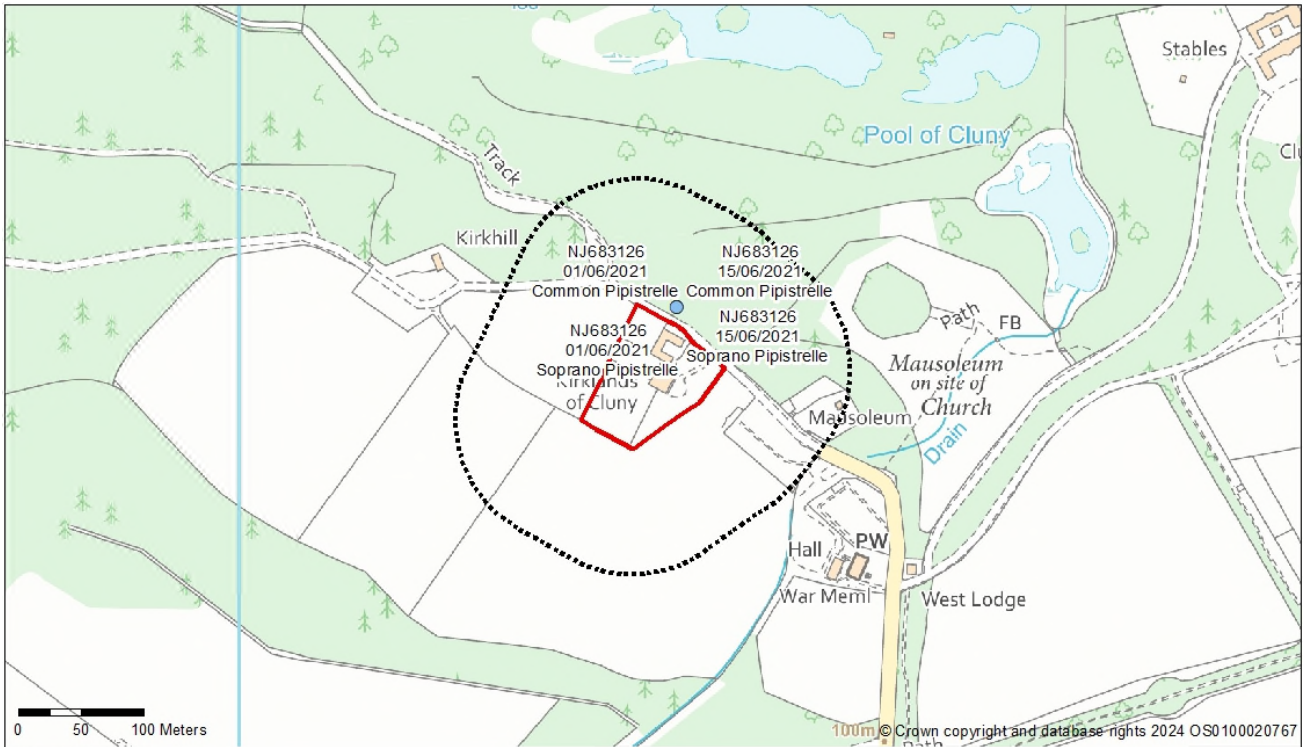 Stables
Pool of Cluny
Clu
Track
Kirkhill
NJ683126
01/06/2021
Common Pipistrelle
NJ683126
15/06/2021
Common Pipistrelle
NJ683126
01/06/2021
Soprano Pipistrelle
NJ683126
15/06/2021
Soprano Pipistrelle
Kirklands
of Cluny
Path
FB
Mausoleum
on site of
Church
Mausoleum
Drain
Hall
PW
War Meml
West Lodge
0 50 100 Meters
100m © Crown copyright and database rights 2024 OS0100020767
Path